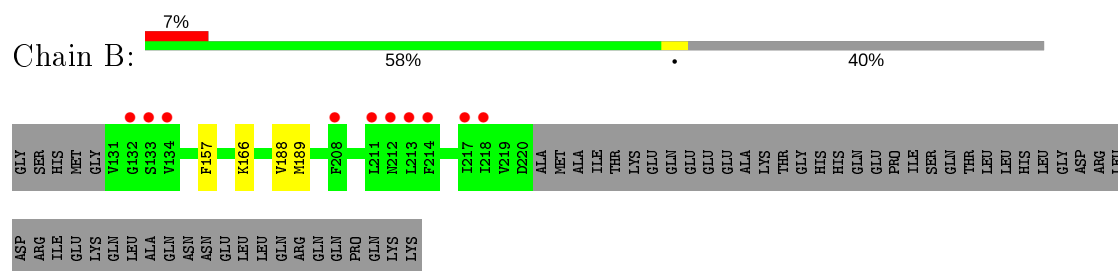 7%
Chain B:
58% • 40%
GLY SER HIS MET GLY V131 G132 S133 V134 F157 K166 V188 M189 F208 L211 N212 L213 F214 I217 I218 V219 D220 ALA MET ALA ILE THR LYS GLU GLN GLU GLU GLU ALA LYS THR GLY HIS HIS GLN GLU PRO ILE SER GLN THR LEU LEU HIS LEU GLY ASP ARG LEU
ASP ARG ILE GLU LYS GLN LEU ALA GLN ASN ASN GLU LEU LEU GLN ARG GLN GLN PRO GLN LYS LYS